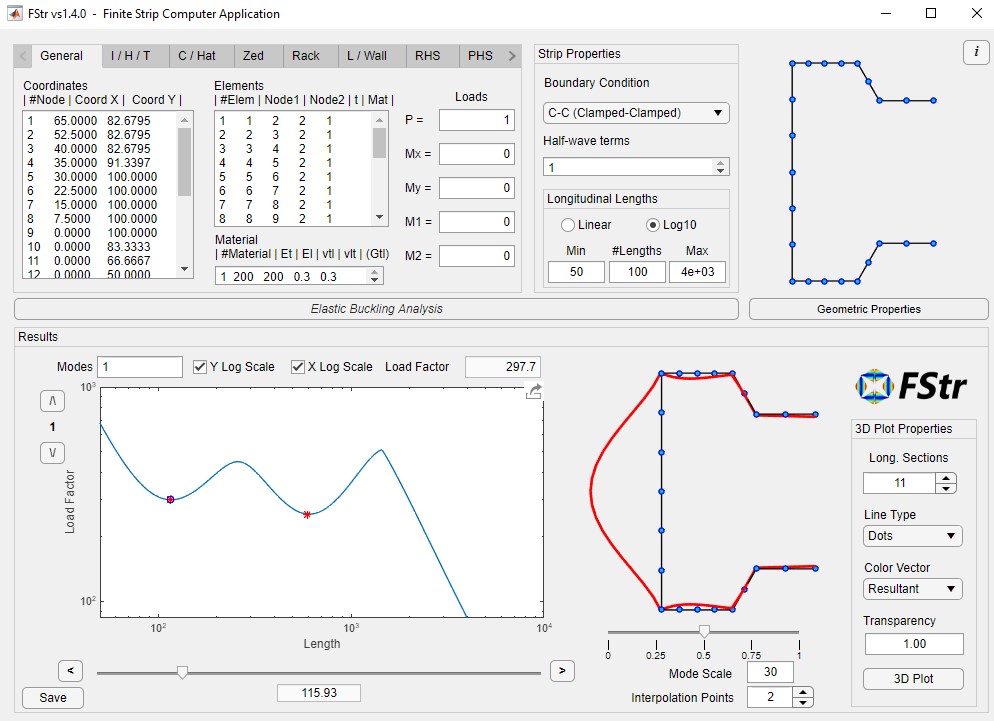 FStr vs1.4.0 - Finite Strip Computer Application
General I / H / T C / Hat Zed Rack L / Wall RHS PHS
Coordinates
| #Node | Coord X | Coord Y |
1 65.0000 82.6795
2 52.5000 82.6795
3 40.0000 82.6795
4 35.0000 91.3397
5 30.0000 100.0000
6 22.5000 100.0000
7 15.0000 100.0000
8 7.5000 100.0000
9 0.0000 100.0000
10 0.0000 83.3333
11 0.0000 66.6667
12 0.0000 50.0000
Elements
| #Elem | Node1 | Node2 | t | Mat |
1 1 2 2 1
2 2 3 2 1
3 3 4 2 1
4 4 5 2 1
5 5 6 2 1
6 6 7 2 1
7 7 8 2 1
8 8 9 2 1
Material
| #Material | Et | El | vtl | vlt | (Gtl)
1 200 200 0.3 0.3
Loads
P = 1
Mx = 0
My = 0
M1 = 0
M2 = 0
Strip Properties
Boundary Condition
C-C (Clamped-Clamped)
Half-wave terms
1
Longitudinal Lengths
Linear Log10
Min #Lengths Max
50 100 4e+03
i
Elastic Buckling Analysis
Geometric Properties
Results
Modes 1 Y Log Scale X Log Scale Load Factor 297.7
/\
1
\/
10³
10²
Load Factor
10² 10³ 10⁴
Length
< >
115.93
Save
0 0.25 0.5 0.75 1
Mode Scale 30
Interpolation Points 2
FStr
3D Plot Properties
Long. Sections
11
Line Type
Dots
Color Vector
Resultant
Transparency
1.00
3D Plot